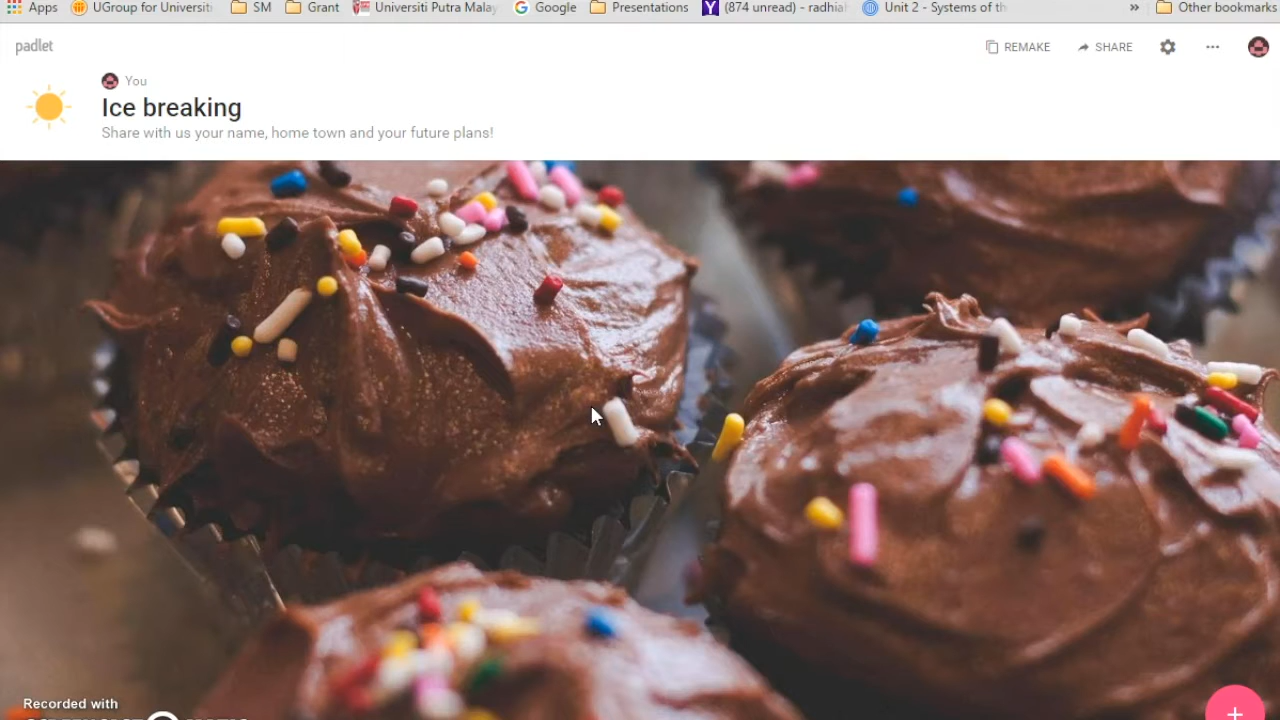 Apps UGroup for Universiti SM Grant Universiti Putra Malay Google Presentations (874 unread) - radhia Unit 2 - Systems of th » Other bookmarks
padlet
REMAKE SHARE
You
Ice breaking
Share with us your name, home town and your future plans!
Recorded with